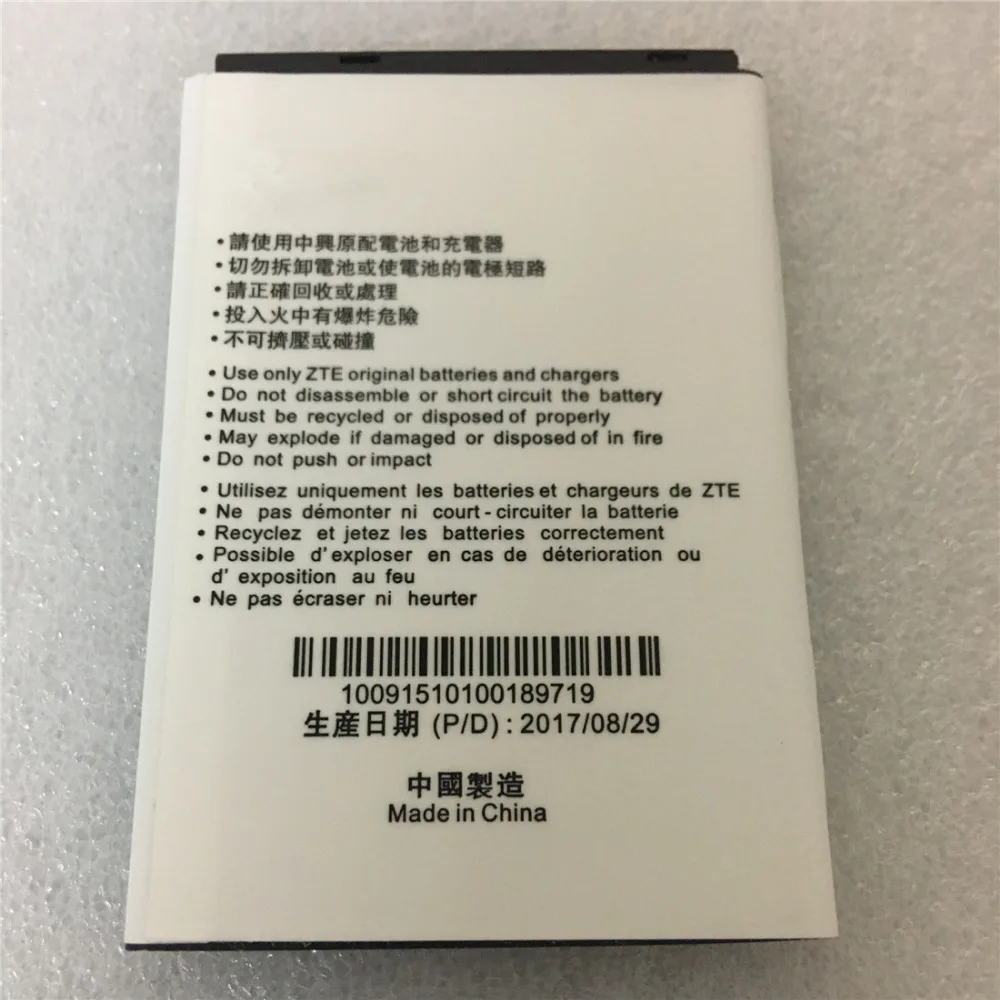 •請使用中興原配電池和充電器
•切勿拆卸電池或使電池的電極短路
•請正確回收或處理
•投入火中有爆炸危險
•不可擠壓或碰撞
• Use only ZTE original batteries and chargers
• Do not disassemble or short circuit the battery
• Must be recycled or disposed of properly
• May explode if damaged or disposed of in fire
• Do not push or impact
• Utilisez uniquement les batteries et chargeurs de ZTE
• Ne pas démonter ni court-circuiter la batterie
• Recyclez et jetez les batteries correctement
• Possible d'exploser en cas de déterioration ou
d' exposition au feu
• Ne pas écraser ni heurter
10091510100189719
生産日期 (P/D) : 2017/08/29
中國製造
Made in China